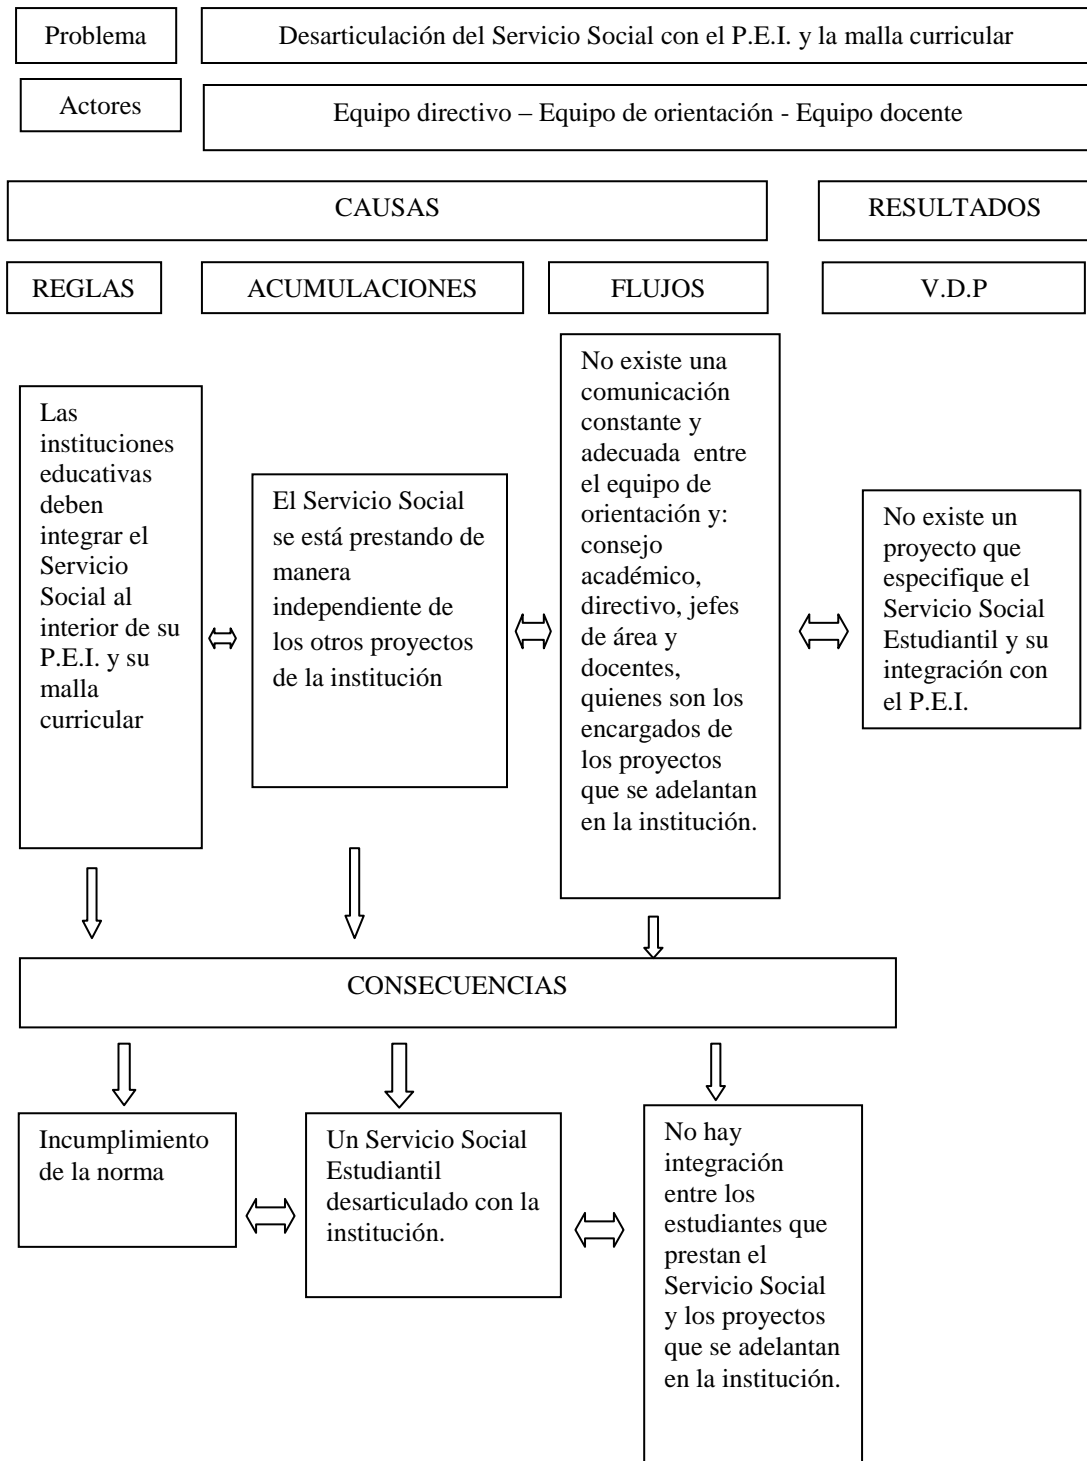 Problema
Desarticulación del Servicio Social con el P.E.I. y la malla curricular
Actores
Equipo directivo – Equipo de orientación - Equipo docente
CAUSAS
RESULTADOS
REGLAS
ACUMULACIONES
FLUJOS
V.D.P
Las
instituciones
educativas
deben
integrar el
Servicio
Social al
interior de su
P.E.I. y su
malla
curricular
El Servicio Social
se está prestando de
manera
independiente de
los otros proyectos
de la institución
No existe una
comunicación
constante y
adecuada entre
el equipo de
orientación y:
consejo
académico,
directivo, jefes
de área y
docentes,
quienes son los
encargados de
los proyectos
que se adelantan
en la institución.
No existe un
proyecto que
especifique el
Servicio Social
Estudiantil y su
integración con
el P.E.I.
CONSECUENCIAS
Incumplimiento
de la norma
Un Servicio Social
Estudiantil
desarticulado con la
institución.
No hay
integración
entre los
estudiantes que
prestan el
Servicio Social
y los proyectos
que se adelantan
en la institución.